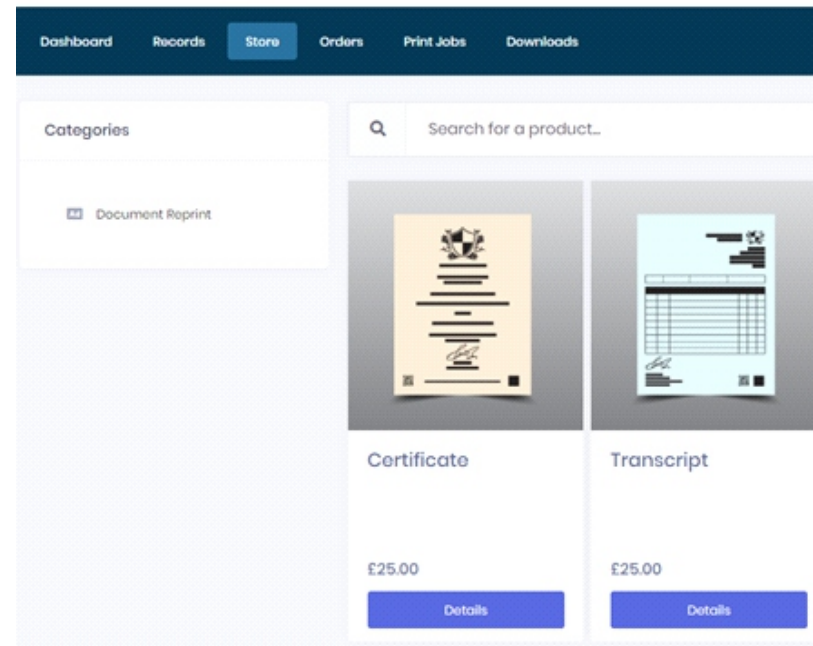 Dashboard Records Store Orders Print Jobs Downloads
Categories
Search for a product...
Document Reprint
Certificate
Transcript
£25.00
£25.00
Details
Details